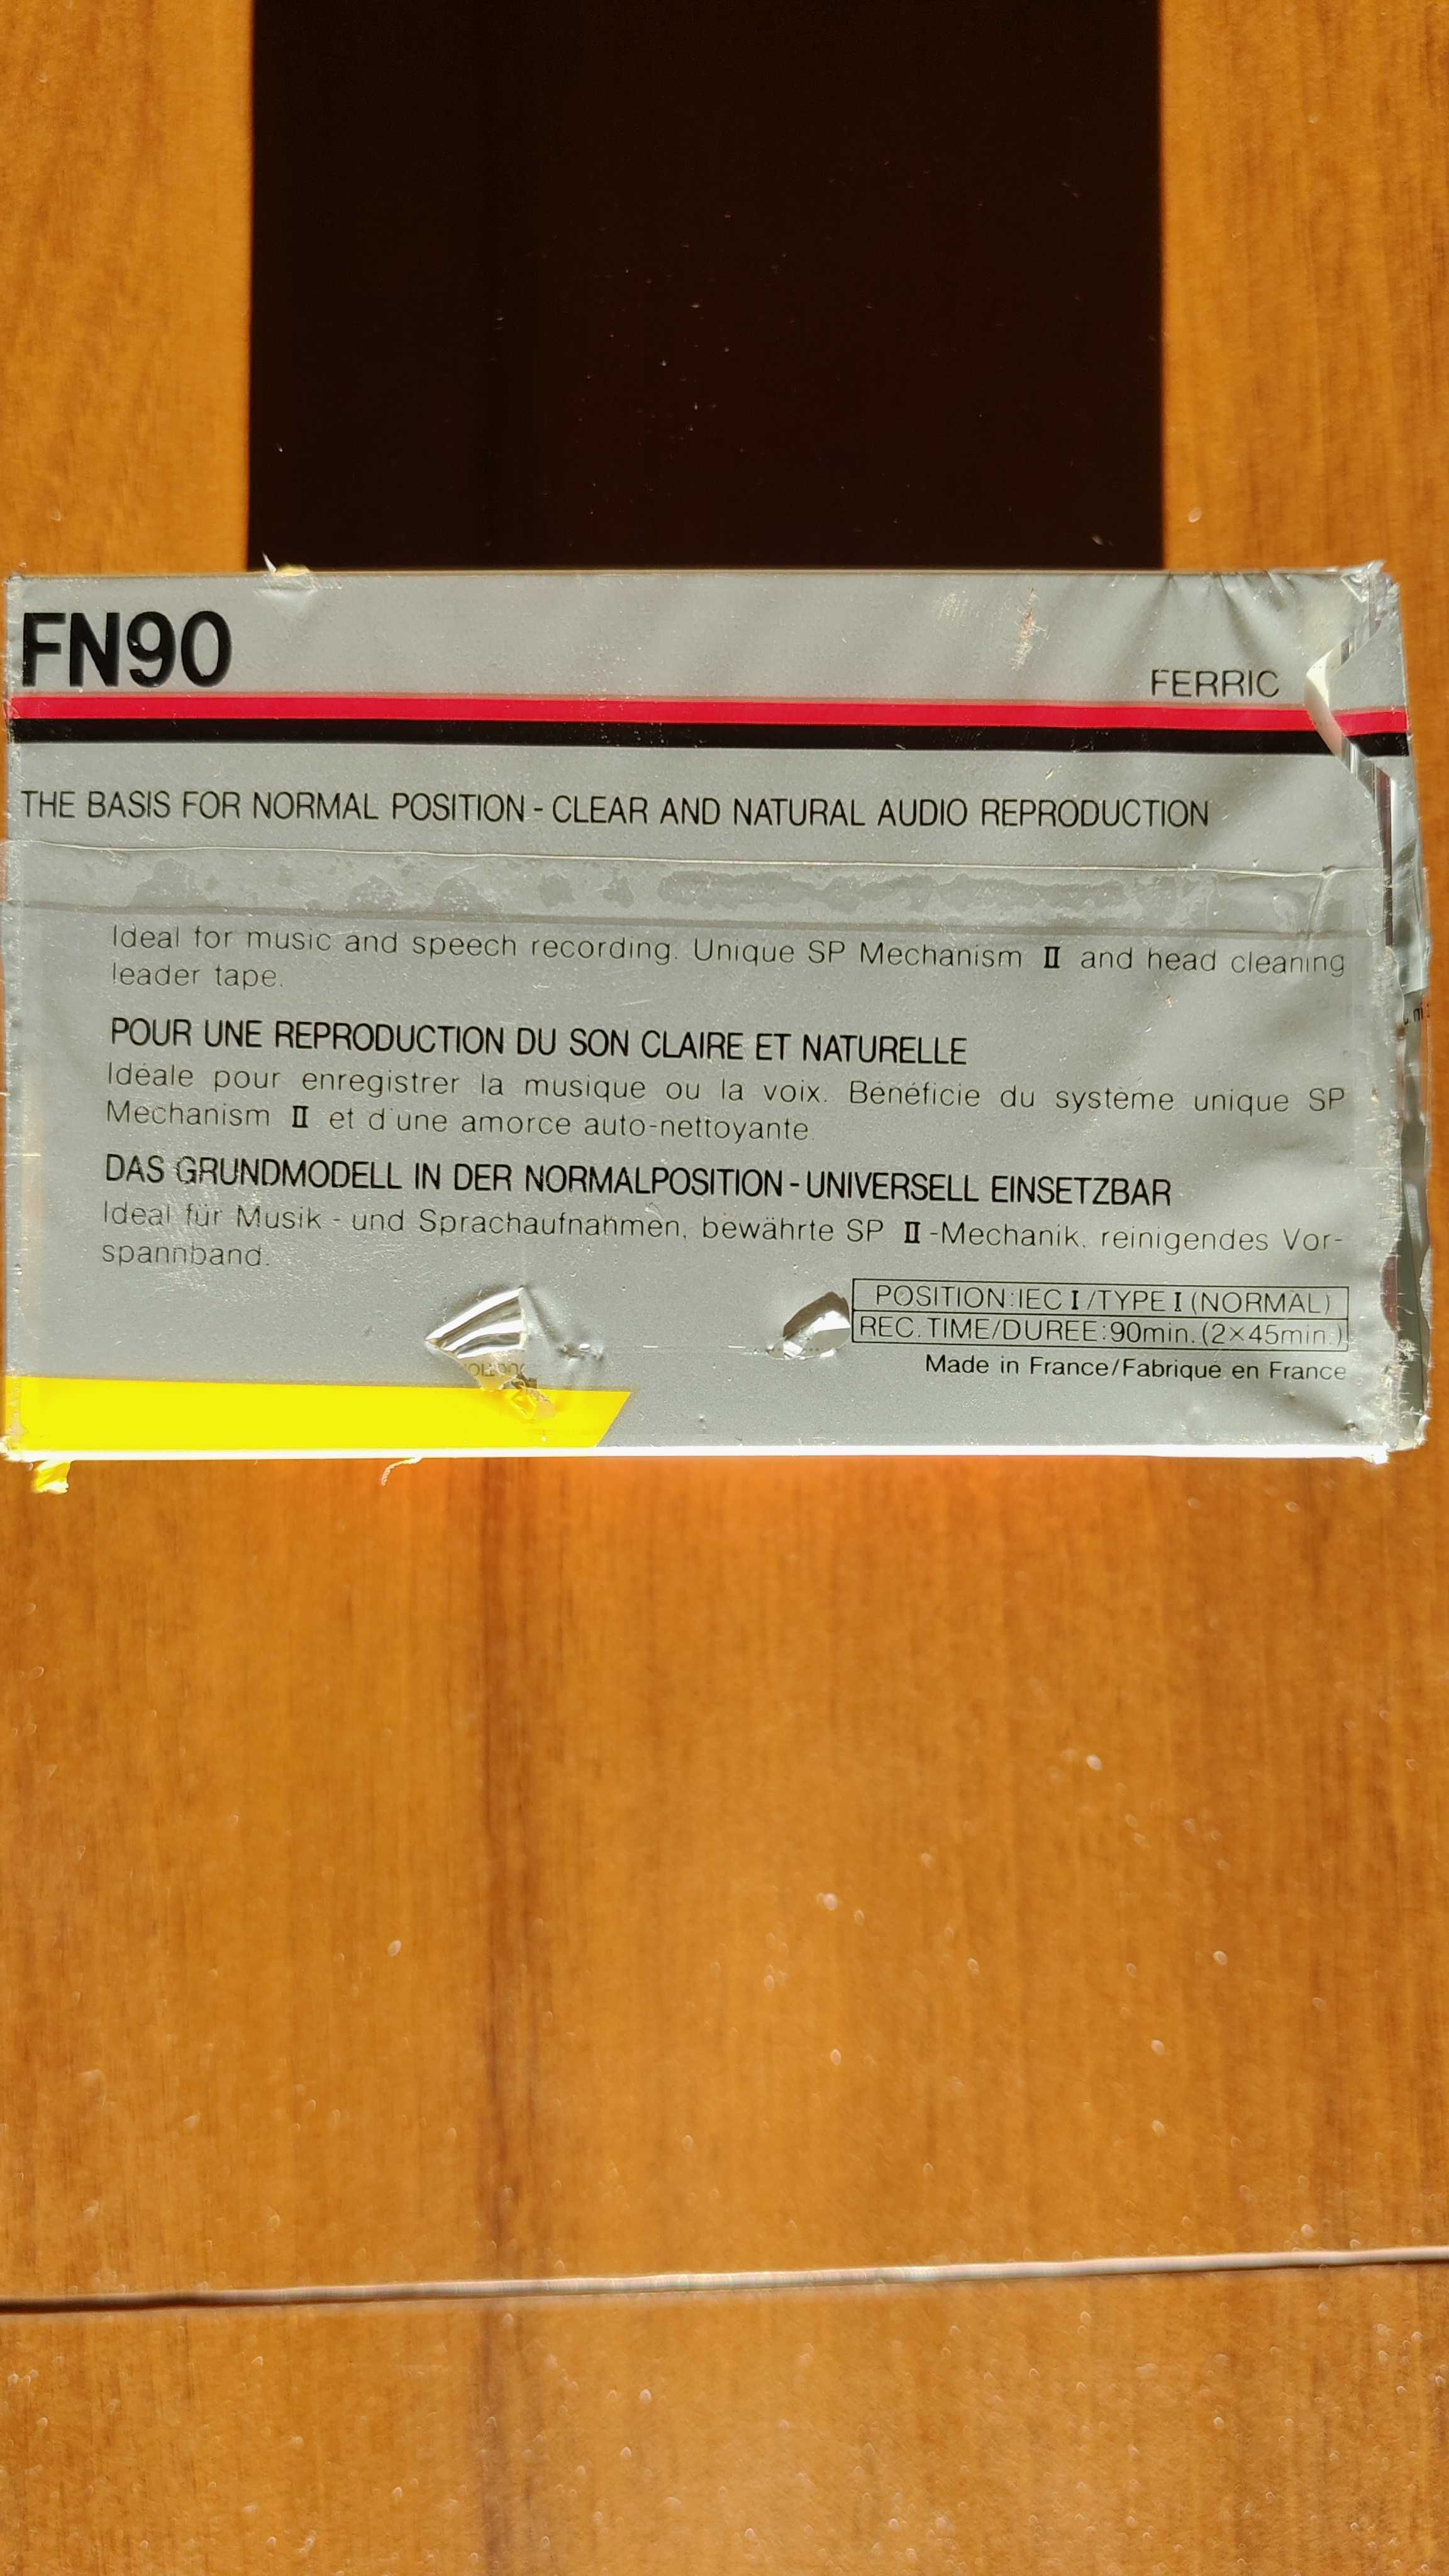 FN90
FERRIC
THE BASIS FOR NORMAL POSITION - CLEAR AND NATURAL AUDIO REPRODUCTION
Ideal for music and speech recording. Unique SP Mechanism Ⅱ and head cleaning
leader tape.
POUR UNE REPRODUCTION DU SON CLAIRE ET NATURELLE
Idéale pour enregistrer la musique ou la voix. Bénéficie du système unique SP
Mechanism Ⅱ et d'une amorce auto-nettoyante.
DAS GRUNDMODELL IN DER NORMALPOSITION - UNIVERSELL EINSETZBAR
Ideal für Musik - und Sprachaufnahmen, bewährte SP Ⅱ-Mechanik, reinigendes Vor-
spannband.
POSITION:IEC Ⅰ/TYPE Ⅰ (NORMAL)
REC. TIME/DUREE:90min. (2×45min.)
Made in France/Fabriqué en France